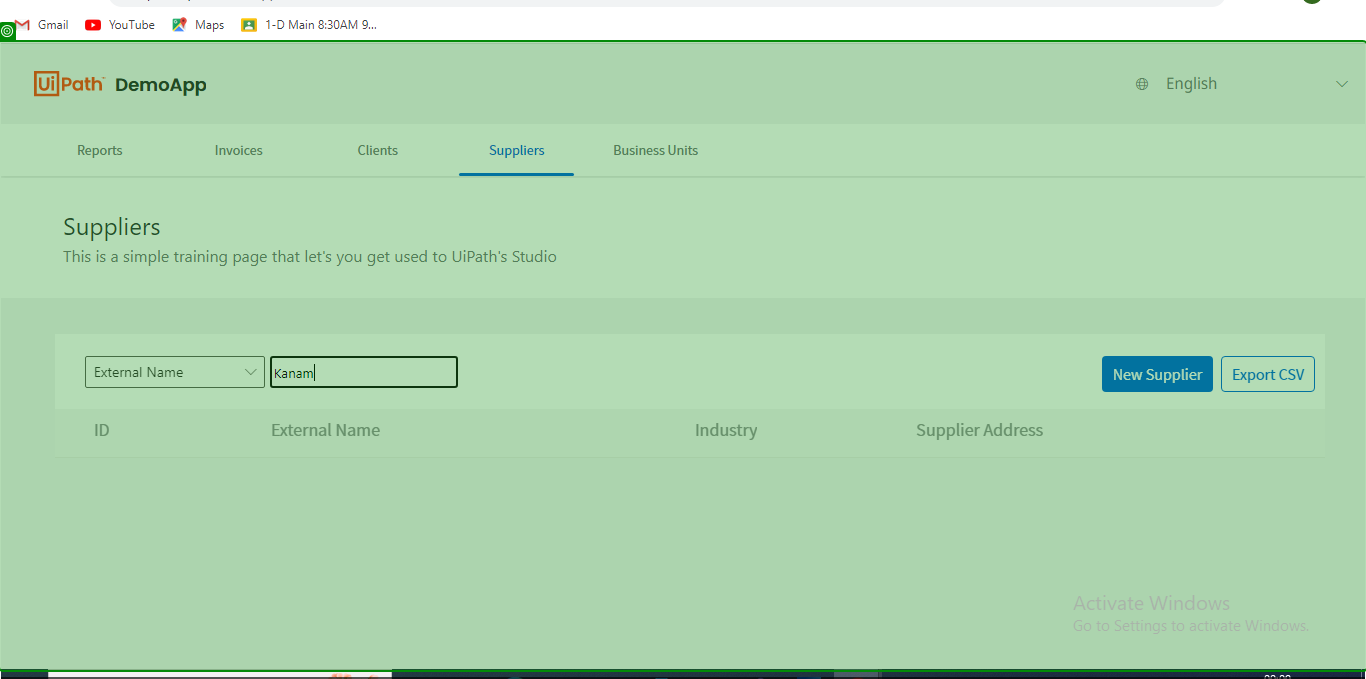 Gmail YouTube Maps 1-D Main 8:30AM 9...
UiPath DemoApp English
Reports Invoices Clients Suppliers Business Units
Suppliers
This is a simple training page that let's you get used to UiPath's Studio
External Name Kanam New Supplier Export CSV
ID External Name Industry Supplier Address
Activate Windows
Go to Settings to activate Windows.